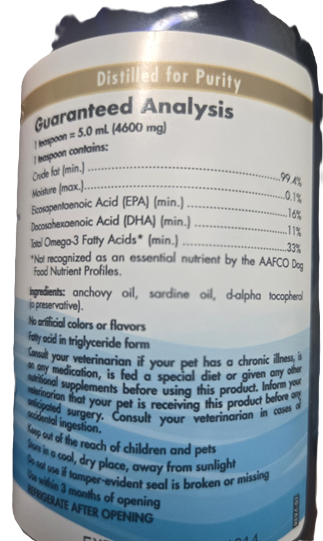 Distilled for Purity
Guaranteed Analysis
1 teaspoon = 5.0 mL (4600 mg)
1 teaspoon contains:
Crude fat (min.) ........ 99.4%
Moisture (max.) ........ 0.1%
Eicosapentaenoic Acid (EPA) (min.) ........ 16%
Docosahexaenoic Acid (DHA) (min.) ........ 11%
Total Omega-3 Fatty Acids* (min.) ........ 33%
*Not recognized as an essential nutrient by the AAFCO Dog
Food Nutrient Profiles.
Ingredients: anchovy oil, sardine oil, d-alpha tocopherol
(a preservative).
No artificial colors or flavors
Fatty acid in triglyceride form
Consult your veterinarian if your pet has a chronic illness, is
on any medication, is fed a special diet or given any other
nutritional supplements before using this product. Inform your
veterinarian that your pet is receiving this product before any
anticipated surgery. Consult your veterinarian in cases of
accidental ingestion.
Keep out of the reach of children and pets
Store in a cool, dry place, away from sunlight
Do not use if tamper-evident seal is broken or missing
Use within 3 months of opening
REFRIGERATE AFTER OPENING